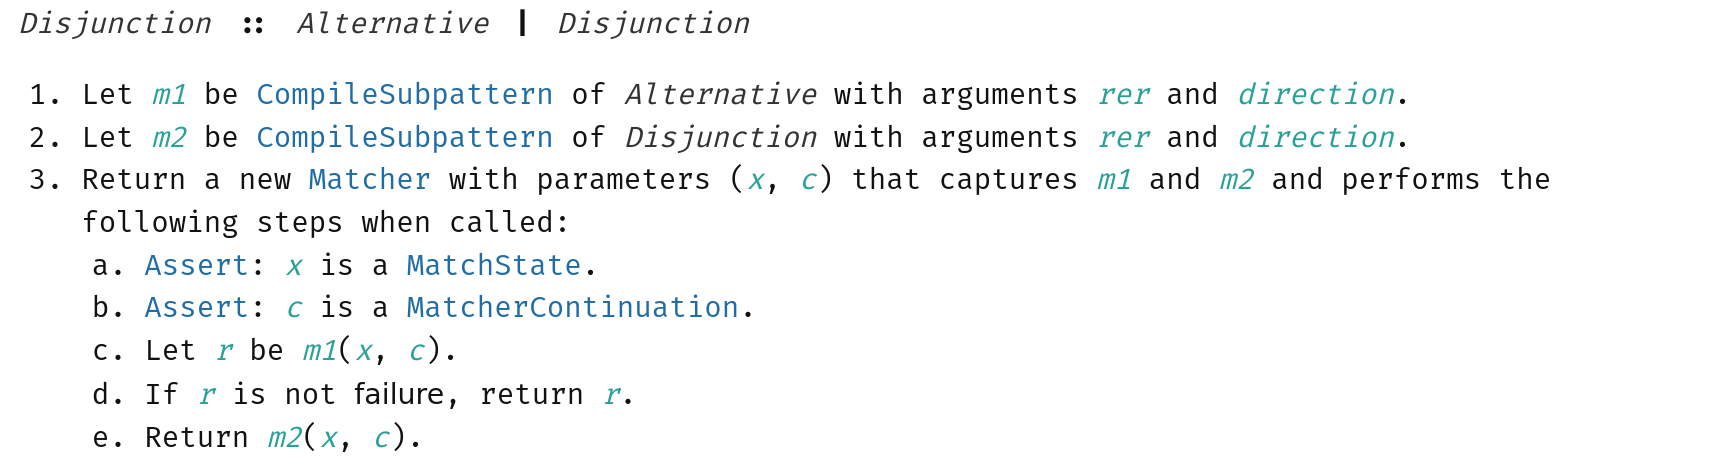 Disjunction :: Alternative | Disjunction
1. Let m1 be CompileSubpattern of Alternative with arguments rer and direction.
2. Let m2 be CompileSubpattern of Disjunction with arguments rer and direction.
3. Return a new Matcher with parameters (x, c) that captures m1 and m2 and performs the
following steps when called:
a. Assert: x is a MatchState.
b. Assert: c is a MatcherContinuation.
c. Let r be m1(x, c).
d. If r is not failure, return r.
e. Return m2(x, c).